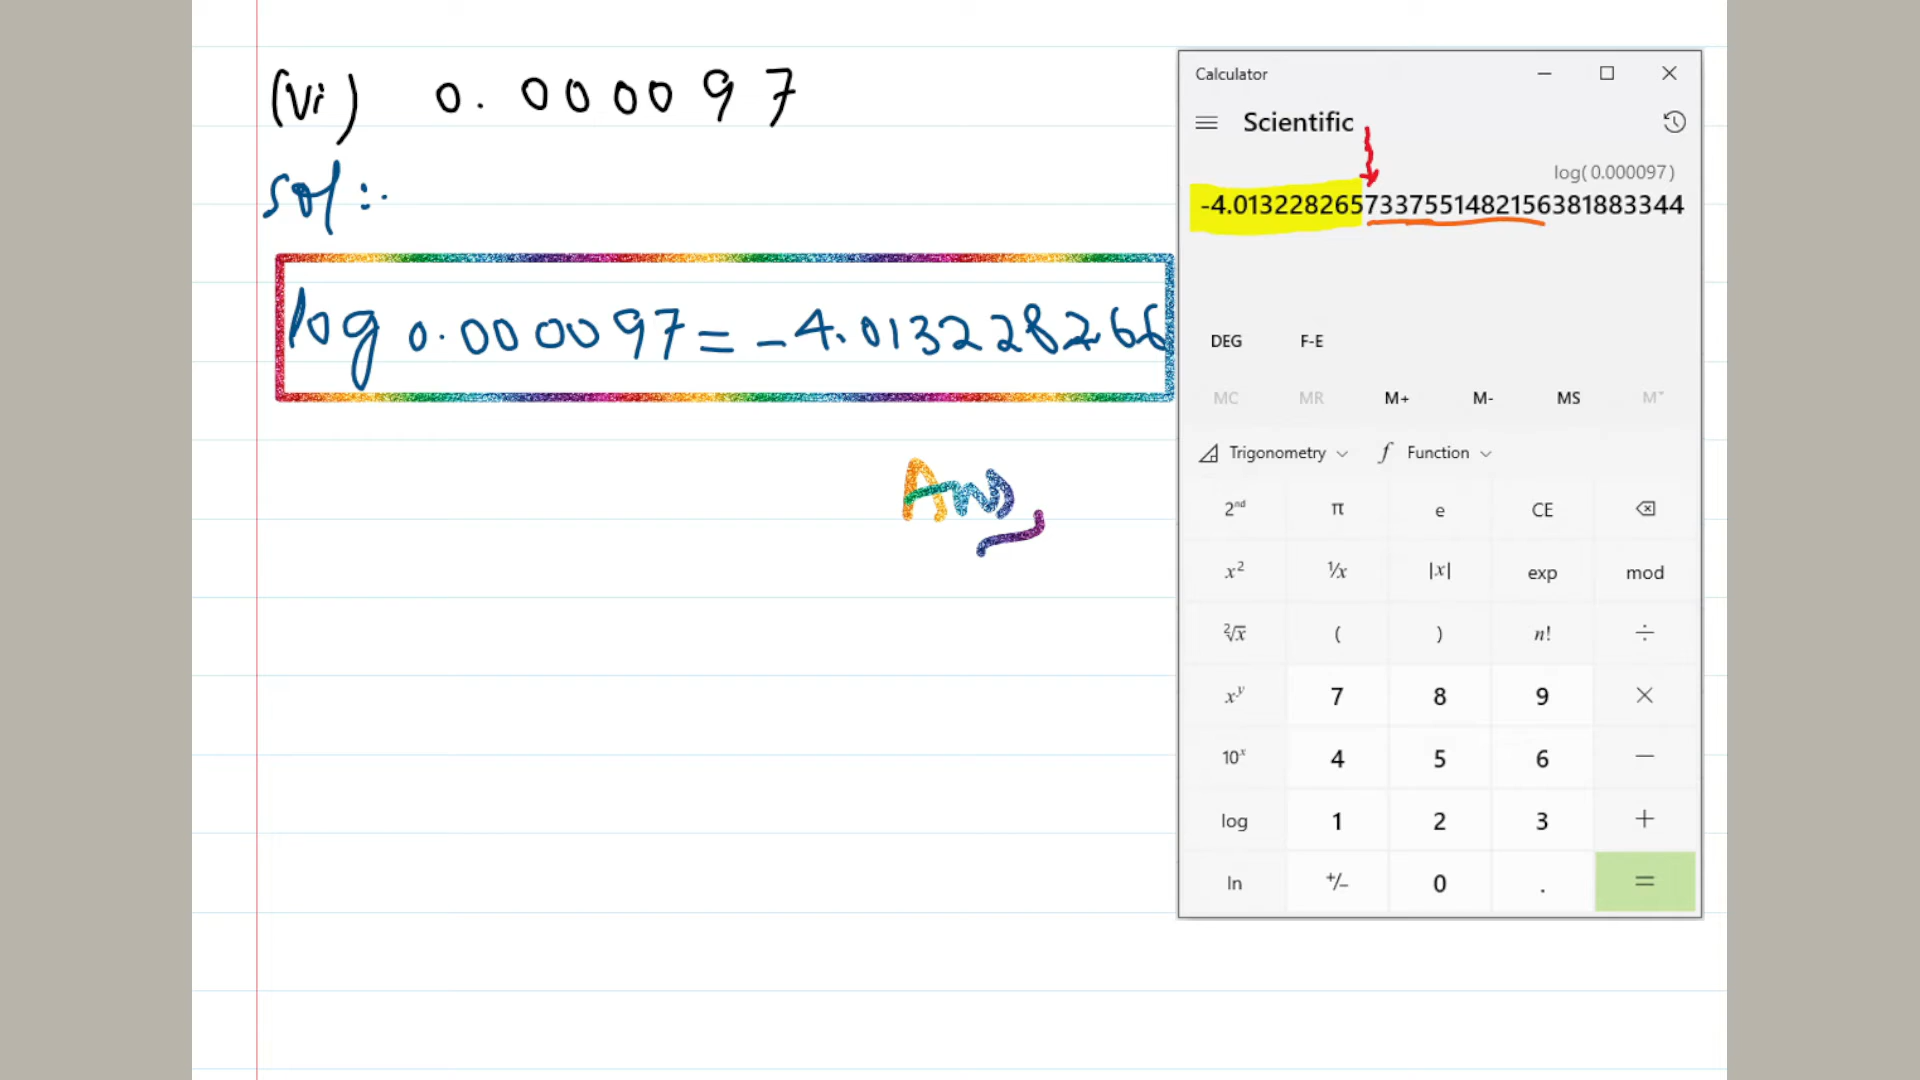 (vi) 0.000097
Sol:-
log 0.000097 = -4.013228266
Ans
Calculator
Scientific
log( 0.000097 )
-4.0132282657337551482156381883344
DEG F-E
MC MR M+ M- MS M˅
Trigonometry f Function
2nd π e CE
x² ¹/x |x| exp mod
²√x ( ) n! ÷
xʸ 7 8 9 ×
10ˣ 4 5 6 −
log 1 2 3 +
ln +/− 0 . =